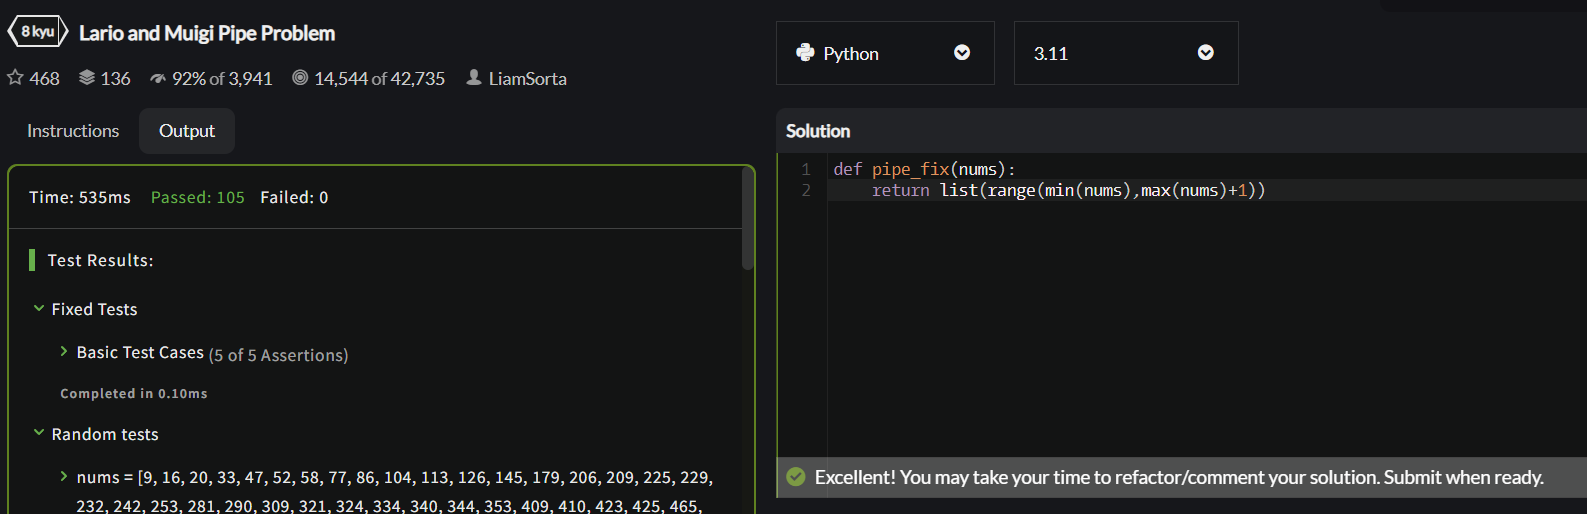 8 kyu Lario and Muigi Pipe Problem
468 136 92% of 3,941 14,544 of 42,735 LiamSorta
Instructions Output
Time: 535ms Passed: 105 Failed: 0
Test Results:
Fixed Tests
Basic Test Cases (5 of 5 Assertions)
Completed in 0.10ms
Random tests
nums = [9, 16, 20, 33, 47, 52, 58, 77, 86, 104, 113, 126, 145, 179, 206, 209, 225, 229,
232, 242, 253, 281, 290, 309, 321, 324, 334, 340, 344, 353, 409, 410, 423, 425, 465,
Python 3.11
Solution
1 def pipe_fix(nums):
2 return list(range(min(nums),max(nums)+1))
Excellent! You may take your time to refactor/comment your solution. Submit when ready.